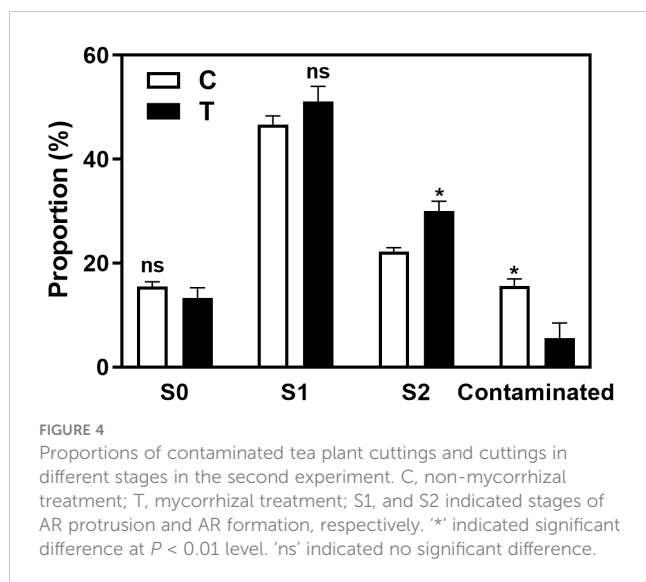 60
40
20
0
Proportion (%)
C
T
ns
ns
*
*
S0 S1 S2 Contaminated
FIGURE 4
Proportions of contaminated tea plant cuttings and cuttings in
different stages in the second experiment. C, non-mycorrhizal
treatment; T, mycorrhizal treatment; S1, and S2 indicated stages of
AR protrusion and AR formation, respectively. ‘*’ indicated significant
difference at P < 0.01 level. ‘ns’ indicated no significant difference.